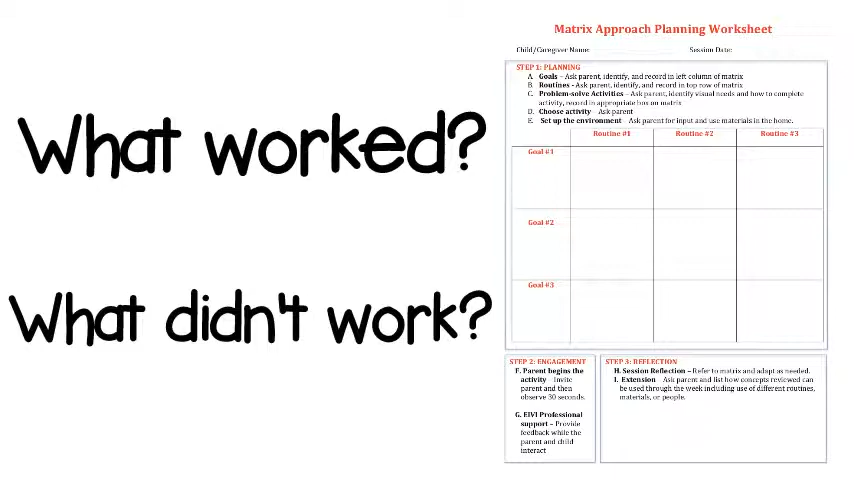 What worked?
What didn't work?
Matrix Approach Planning Worksheet
Child/Caregiver Name: Session Date:
STEP 1: PLANNING
A. Goals – Ask parent, identify, and record in left column of matrix
B. Routines - Ask parent, identify, and record in top row of matrix
C. Problem-solve Activities – Ask parent, identify visual needs and how to complete
activity, record in appropriate box on matrix
D. Choose activity – Ask parent
E. Set up the environment – Ask parent for input and use materials in the home.
Routine #1 Routine #2 Routine #3
Goal #1
Goal #2
Goal #3
STEP 2: ENGAGEMENT
F. Parent begins the
activity – Invite
parent and then
observe 30 seconds.
G. EIVI Professional
support – Provide
feedback while the
parent and child
interact
STEP 3: REFLECTION
H. Session Reflection – Refer to matrix and adapt as needed.
I. Extension – Ask parent and list how concepts reviewed can
be used through the week including use of different routines,
materials, or people.